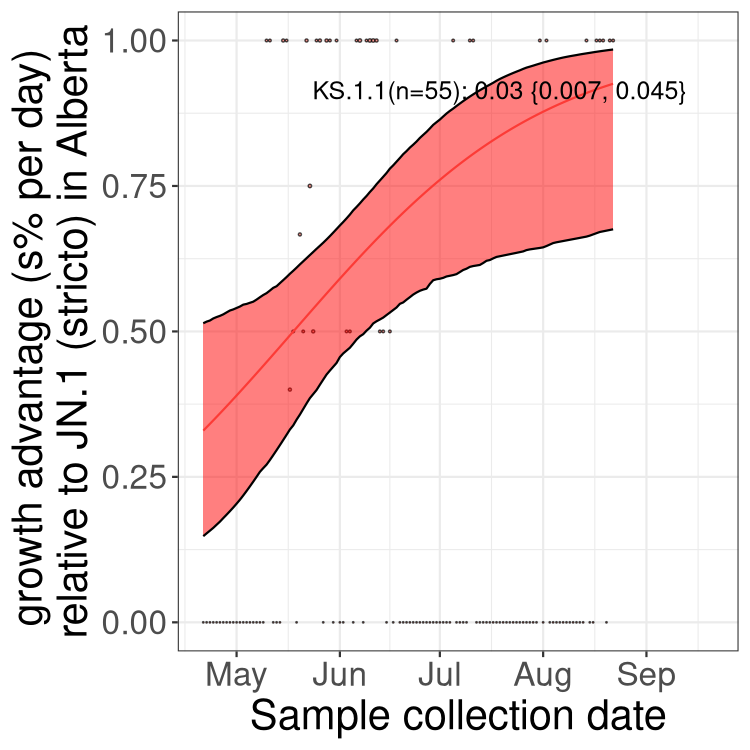 growth advantage (s% per day)
relative to JN.1 (stricto) in Alberta
1.00
0.75
0.50
0.25
0.00
KS.1.1(n=55): 0.03 {0.007, 0.045}
May Jun Jul Aug Sep
Sample collection date